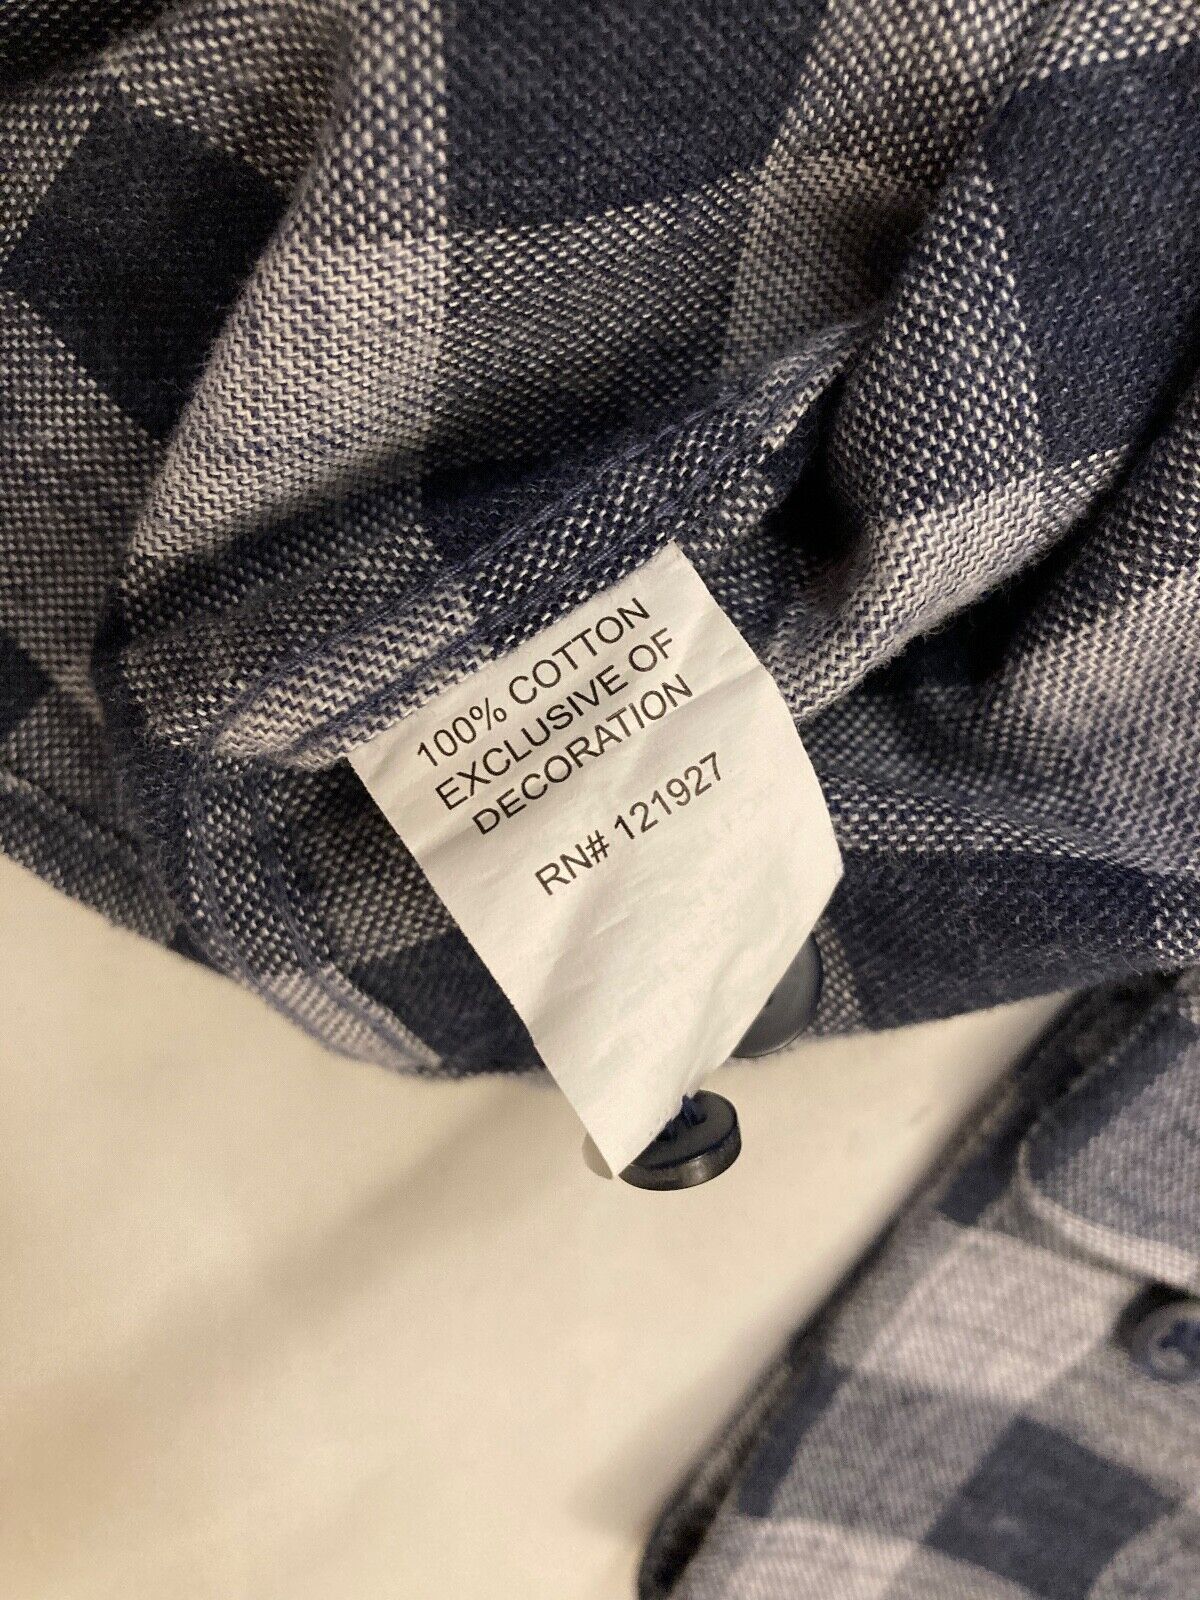 100% COTTON
EXCLUSIVE OF
DECORATION
RN# 121927